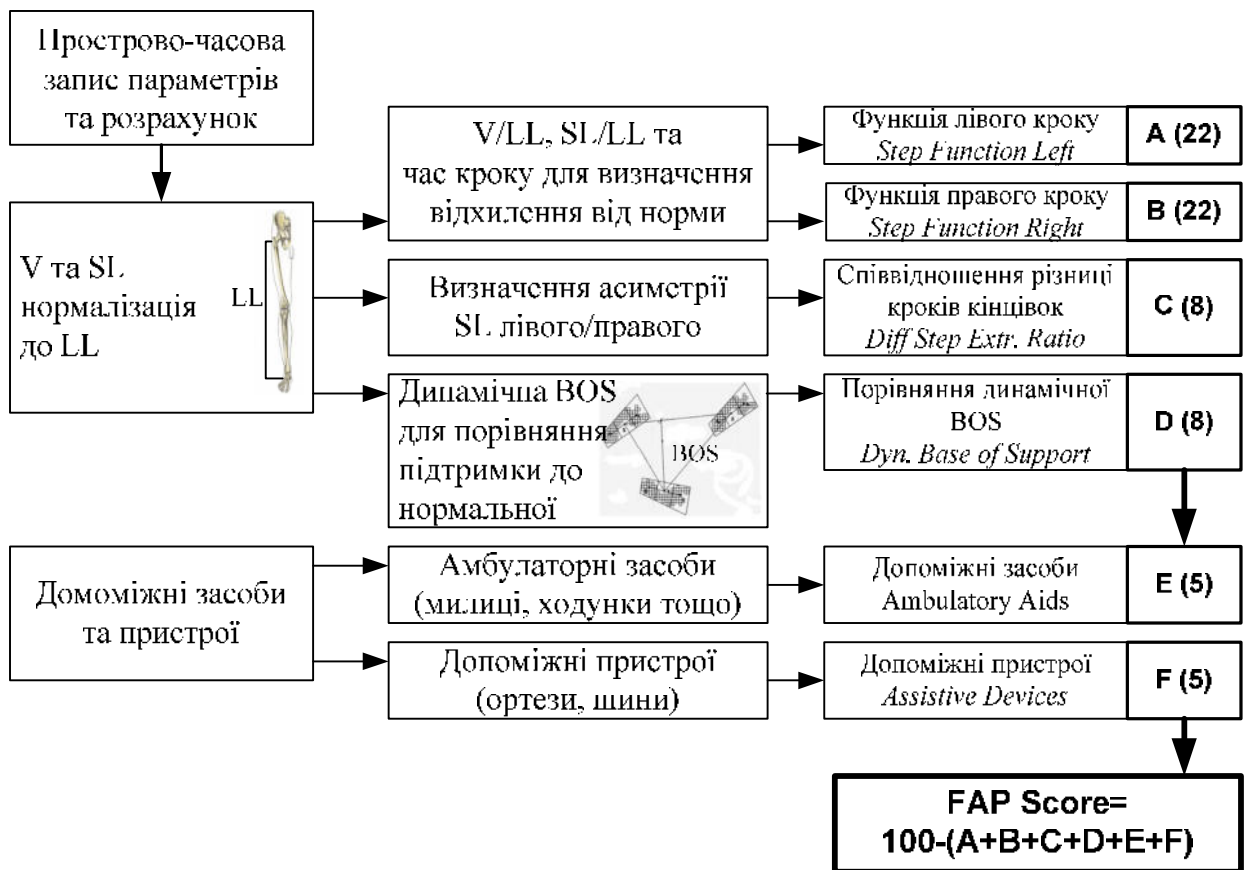 Прострово-часова
запис параметрів
та розрахунок
V та SL
нормалізація
до LL
LL
V/LL, SL/LL та
час кроку для визначення
відхилення від норми
Функція лівого кроку
Step Function Left
A (22)
Функція правого кроку
Step Function Right
B (22)
Визначення асиметрії
SL лівого/правого
Співвідношення різниці
кроків кінцівок
Diff Step Extr. Ratio
C (8)
Динамічна BOS
для порівняння
підтримки до
нормальної
BOS
Порівняння динамічної
BOS
Dyn. Base of Support
D (8)
Домоміжні засоби
та пристрої
Амбулаторні засоби
(милиці, ходунки тощо)
Допоміжні засоби
Ambulatory Aids
E (5)
Допоміжні пристрої
(ортези, шини)
Допоміжні пристрої
Assistive Devices
F (5)
FAP Score=
100-(A+B+C+D+E+F)